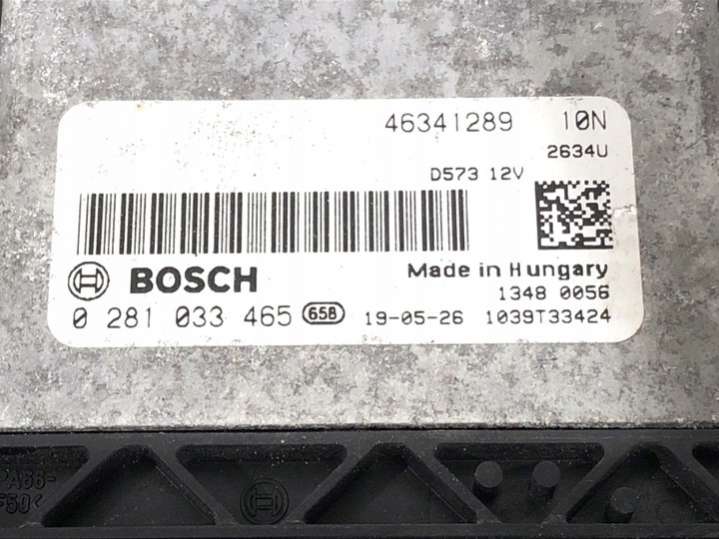 46341289 10N
2634U
D573 12V
BOSCH Made in Hungary
1348 0056
0 281 033 465 658 19-05-26 1039T33424